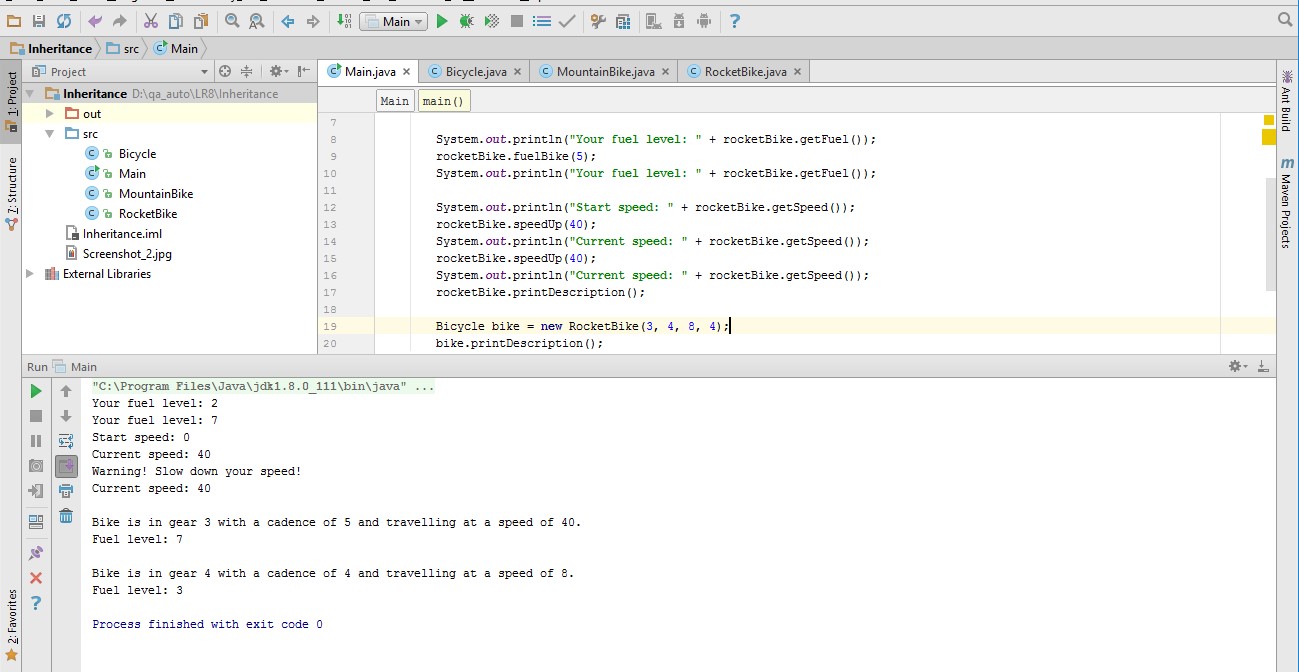 Main
Inheritance src Main
Project
Main.java Bicycle.java MountainBike.java RocketBike.java
1: Project
7: Structure
2: Favorites
Inheritance D:\qa_auto\LR8\Inheritance
out
src
Bicycle
Main
MountainBike
RocketBike
Inheritance.iml
Screenshot_2.jpg
External Libraries
Main main()
7
8 System.out.println("Your fuel level: " + rocketBike.getFuel());
9 rocketBike.fuelBike(5);
10 System.out.println("Your fuel level: " + rocketBike.getFuel());
11
12 System.out.println("Start speed: " + rocketBike.getSpeed());
13 rocketBike.speedUp(40);
14 System.out.println("Current speed: " + rocketBike.getSpeed());
15 rocketBike.speedUp(40);
16 System.out.println("Current speed: " + rocketBike.getSpeed());
17 rocketBike.printDescription();
18
19 Bicycle bike = new RocketBike(3, 4, 8, 4);
20 bike.printDescription();
Ant Build
m Maven Projects
Run Main
"C:\Program Files\Java\jdk1.8.0_111\bin\java" ...
Your fuel level: 2
Your fuel level: 7
Start speed: 0
Current speed: 40
Warning! Slow down your speed!
Current speed: 40
Bike is in gear 3 with a cadence of 5 and travelling at a speed of 40.
Fuel level: 7
Bike is in gear 4 with a cadence of 4 and travelling at a speed of 8.
Fuel level: 3
Process finished with exit code 0